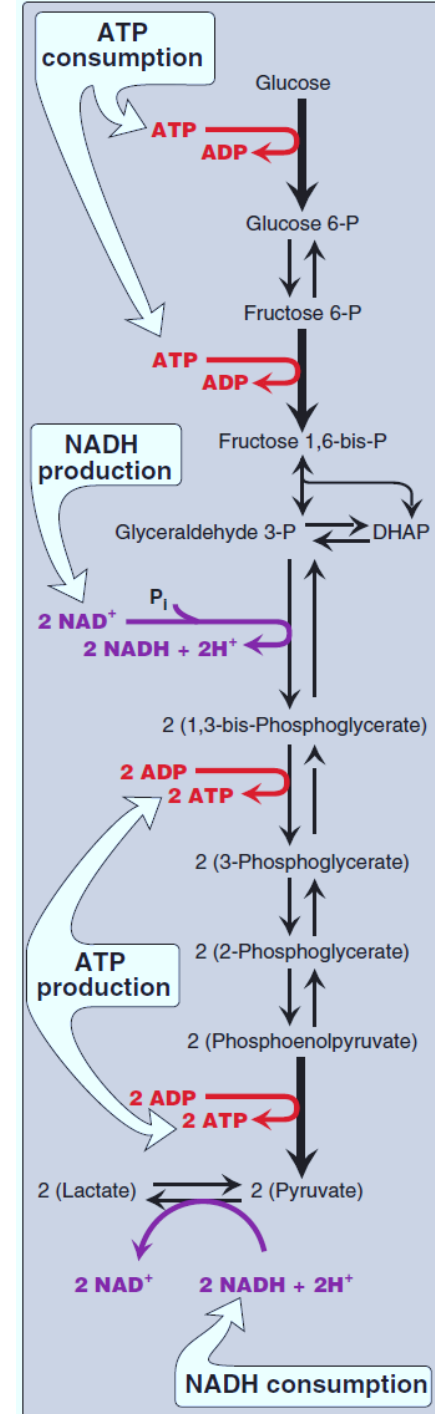 ATP
consumption
Glucose
ATP
ADP
Glucose 6-P
Fructose 6-P
ATP
ADP
Fructose 1,6-bis-P
NADH
production
Glyceraldehyde 3-P
DHAP
Pi
2 NAD+
2 NADH + 2H+
2 (1,3-bis-Phosphoglycerate)
2 ADP
2 ATP
2 (3-Phosphoglycerate)
2 (2-Phosphoglycerate)
ATP
production
2 (Phosphoenolpyruvate)
2 ADP
2 ATP
2 (Lactate)
2 (Pyruvate)
2 NAD+
2 NADH + 2H+
NADH consumption